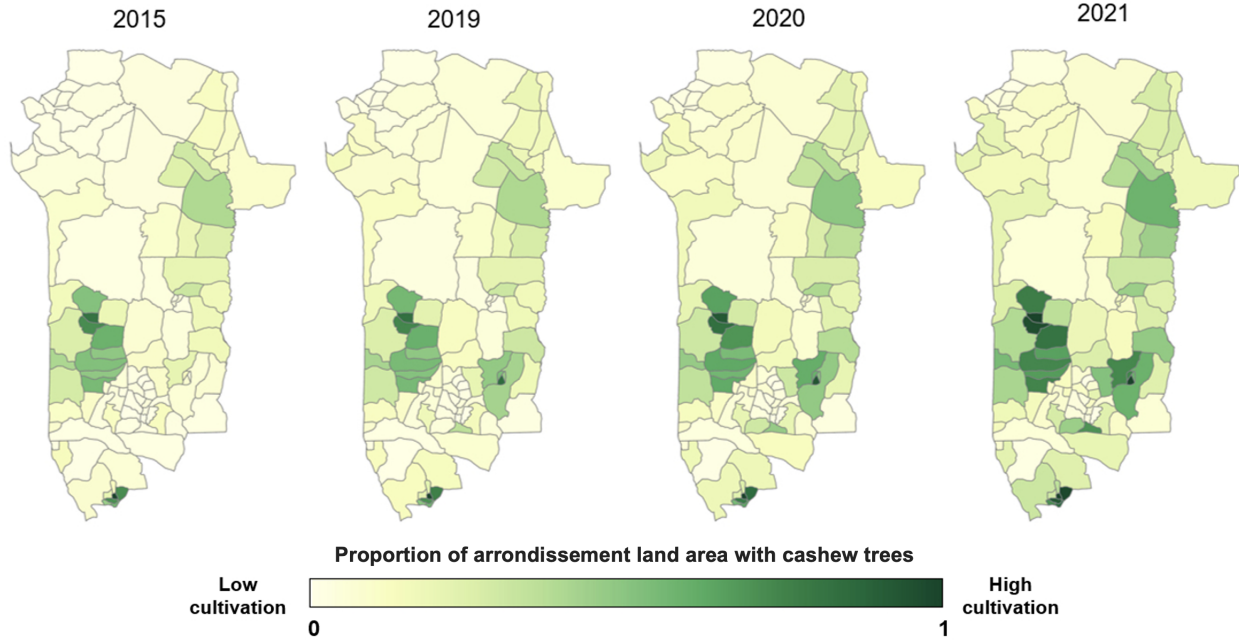 2015 2019 2020 2021
Proportion of arrondissement land area with cashew trees
Low
cultivation
High
cultivation
0 1